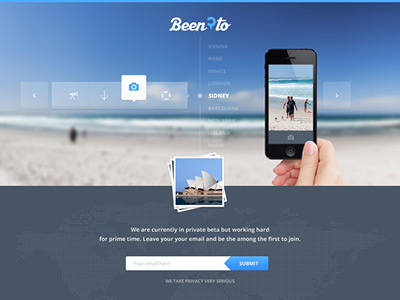 Been to
VIENNA
ROME
VENICE
LONDON
SIDNEY
BARCELONA
IRELAND
We are currently in private beta but working hard
for prime time. Leave your your email and be the among the first to join.
Your email here
SUBMIT
WE TAKE PRIVACY VERY SERIOUS